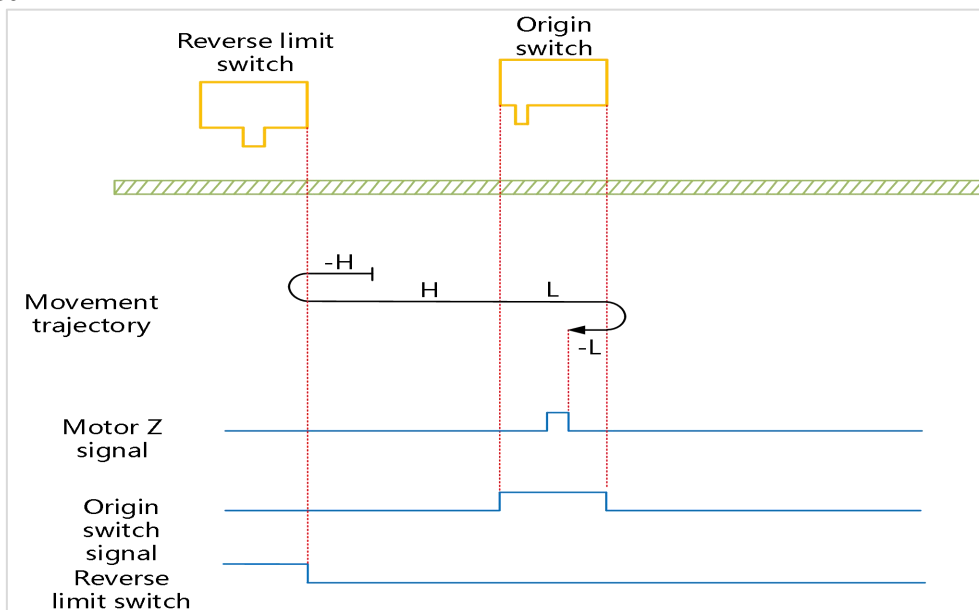 Reverse limit
switch
Origin
switch
-H
H
L
-L
Movement
trajectory
Motor Z
signal
Origin
switch
signal
Reverse
limit switch